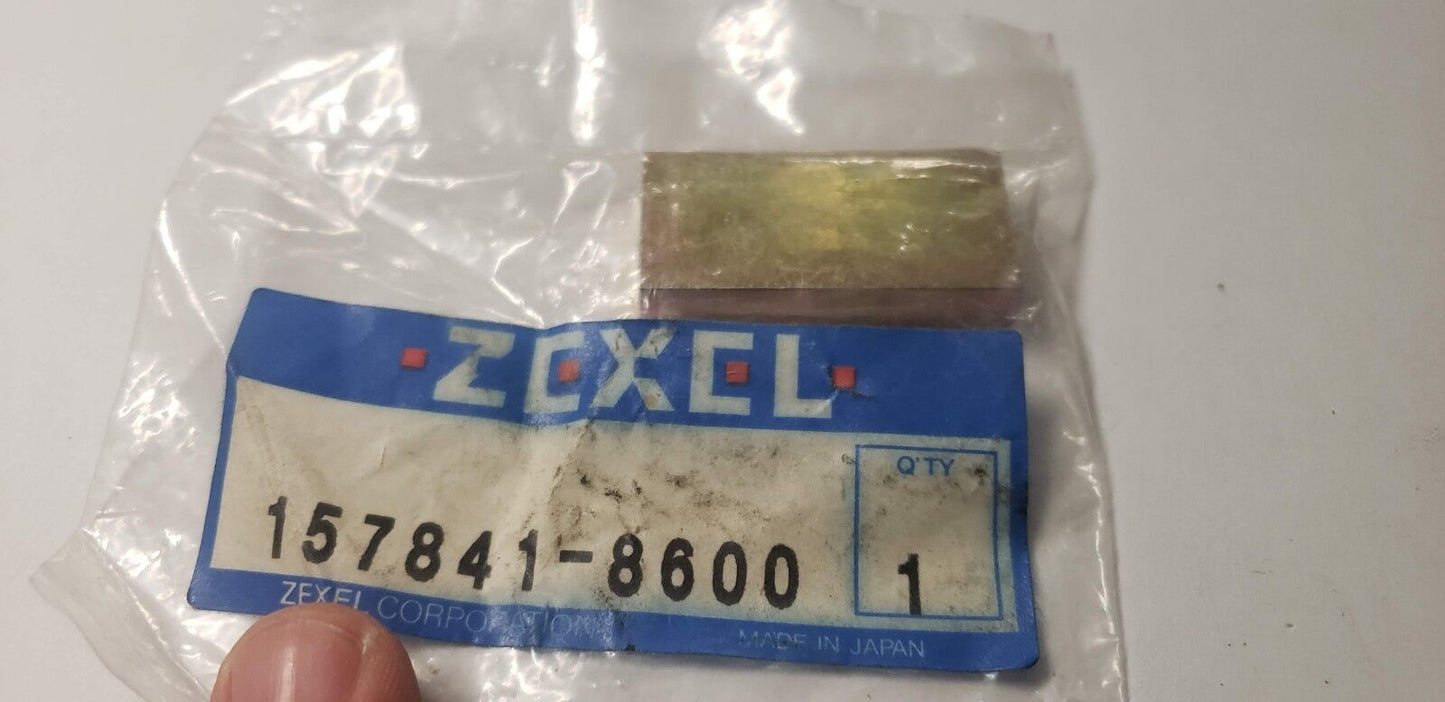 ZEXEL
Q'TY
157841-8600
1
ZEXEL CORPORATION
MADE IN JAPAN